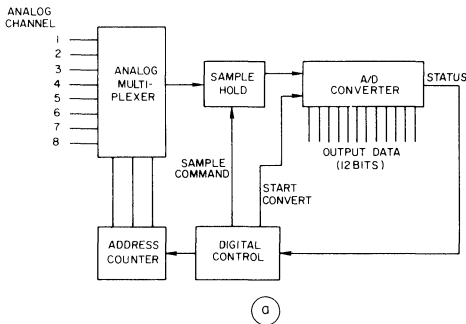 ANALOG
CHANNEL
1
2
3
4
5
6
7
8
ANALOG
MULTI-
PLEXER
SAMPLE
HOLD
A/D
CONVERTER
STATUS
OUTPUT DATA
(12 BITS)
SAMPLE
COMMAND
START
CONVERT
ADDRESS
COUNTER
DIGITAL
CONTROL
a